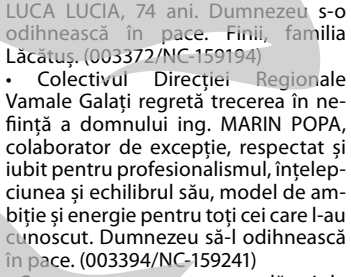 LUCA LUCIA, 74 ani. Dumnezeu s-o
odihnească în pace. Finii, familia
Lăcătuș. (003372/NC-159194)
• Colectivul Direcției Regionale
Vamale Galați regretă trecerea în ne-
ființă a domnului ing. MARIN POPA,
colaborator de excepție, respectat și
iubit pentru profesionalismul, înțelep-
ciunea și echilibrul său, model de am-
biție și energie pentru toți cei care l-au
cunoscut. Dumnezeu să-l odihnească
în pace. (003394/NC-159241)